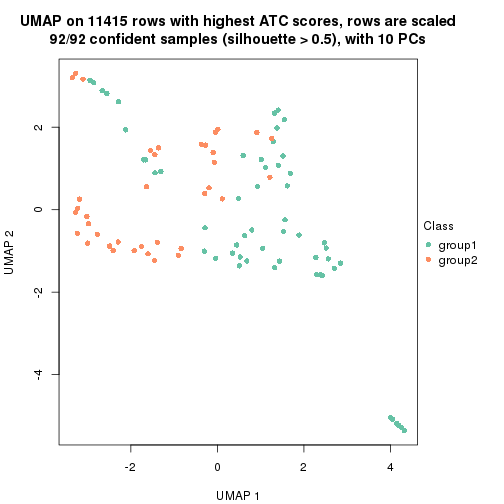 UMAP on 11415 rows with highest ATC scores, rows are scaled
92/92 confident samples (silhouette > 0.5), with 10 PCs
2
0
-2
-4
UMAP 2
-2
0
2
4
UMAP 1
Class
group1
group2